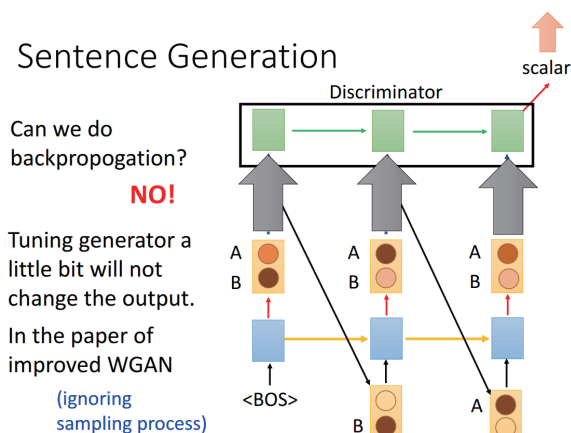 Sentence Generation
scalar
Discriminator
Can we do
backpropogation?
NO!
Tuning generator a
little bit will not
change the output.
In the paper of
improved WGAN
(ignoring
sampling process)
A
B
A
B
A
B
<BOS>
B
A